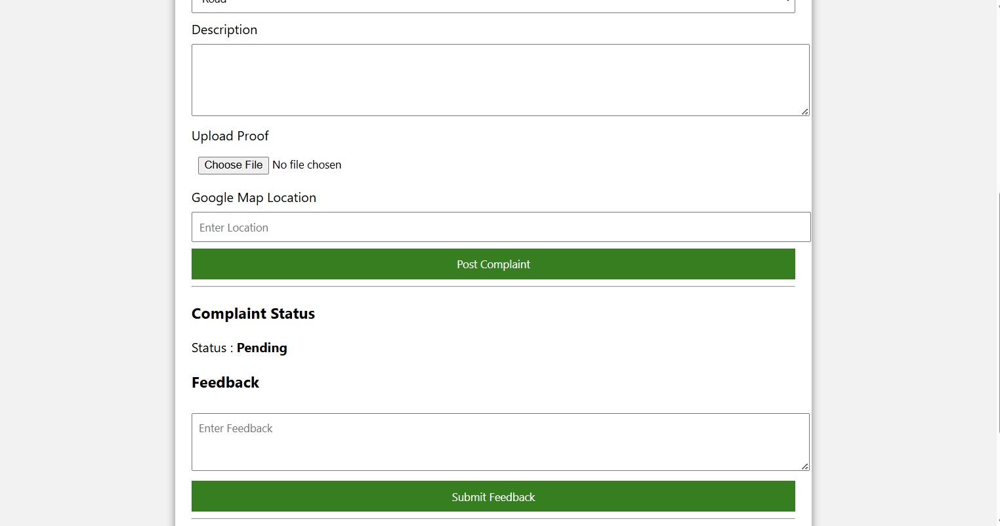 Road
Description
Upload Proof
Choose File No file chosen
Google Map Location
Enter Location
Post Complaint
Complaint Status
Status : Pending
Feedback
Enter Feedback
Submit Feedback